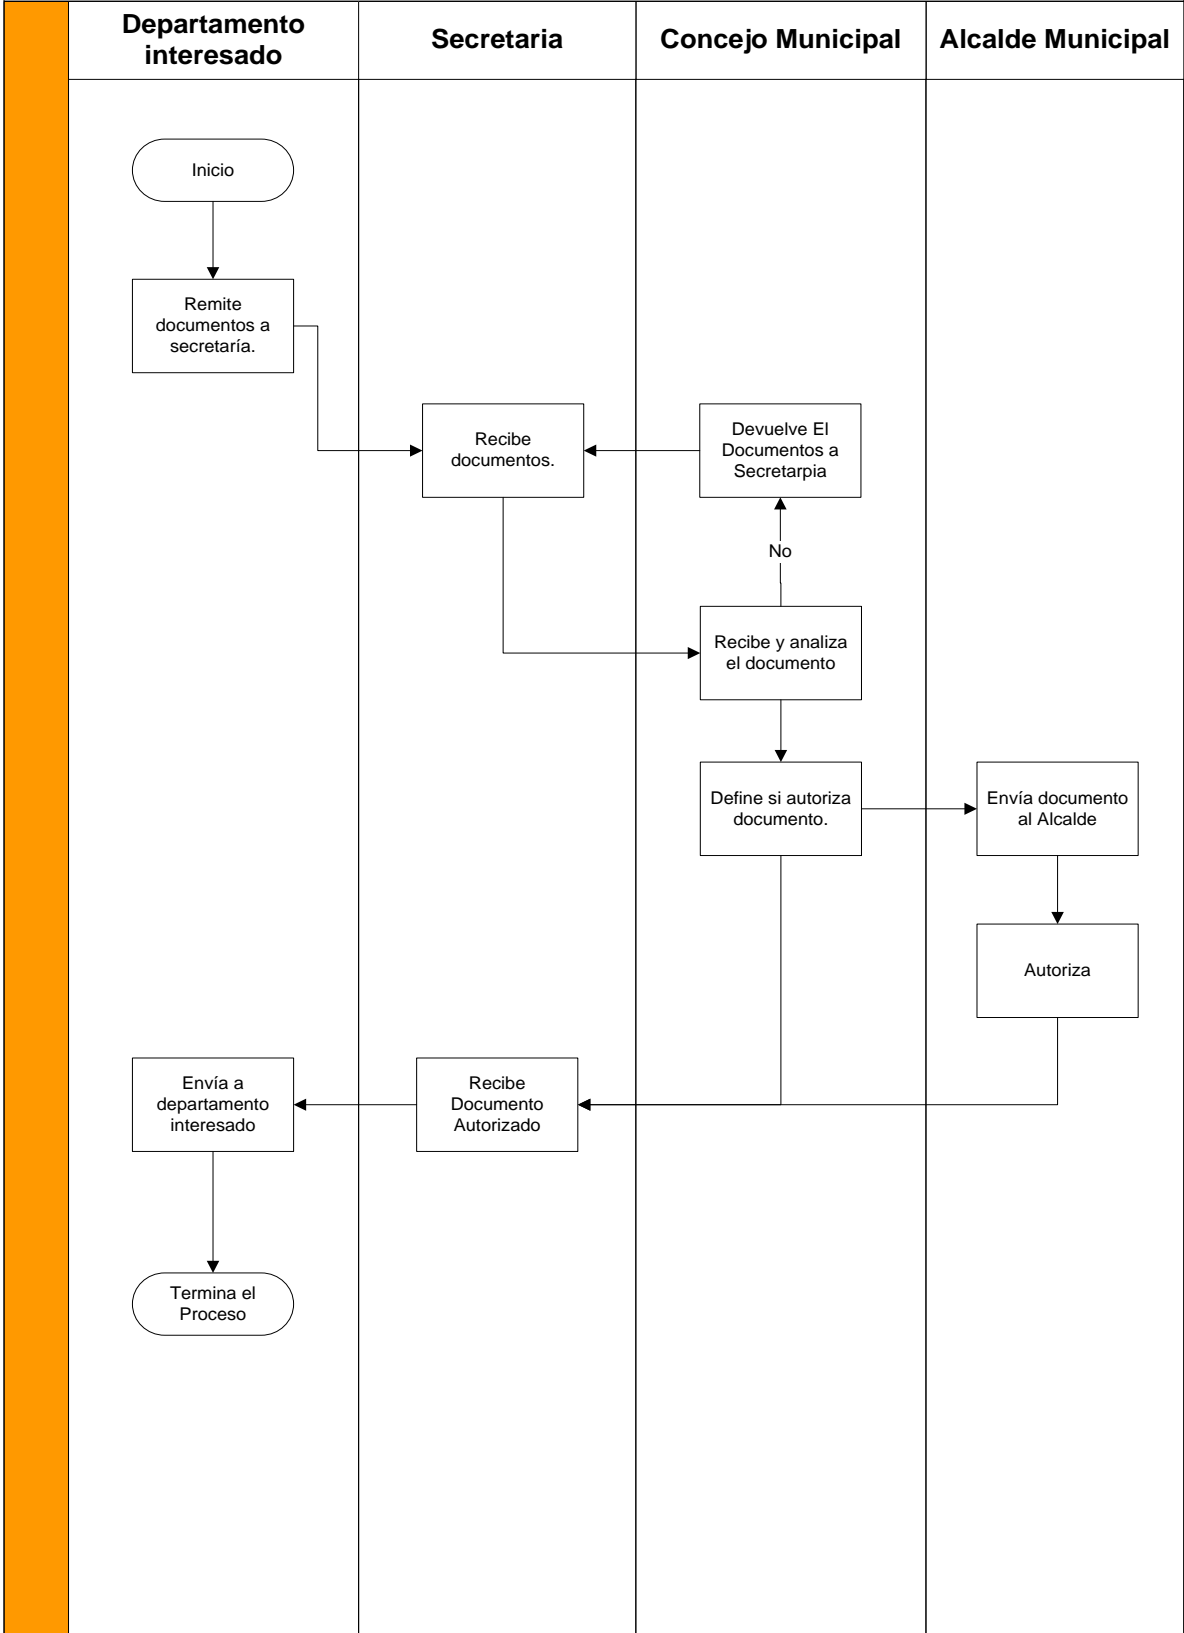 Departamento
interesado
Secretaria
Concejo Municipal
Alcalde Municipal
Inicio
Remite
documentos a
secretaría.
Recibe
documentos.
Devuelve El
Documentos a
Secretarpia
No
Recibe y analiza
el documento
Define si autoriza
documento.
Envía documento
al Alcalde
Autoriza
Envía a
departamento
interesado
Recibe
Documento
Autorizado
Termina el
Proceso